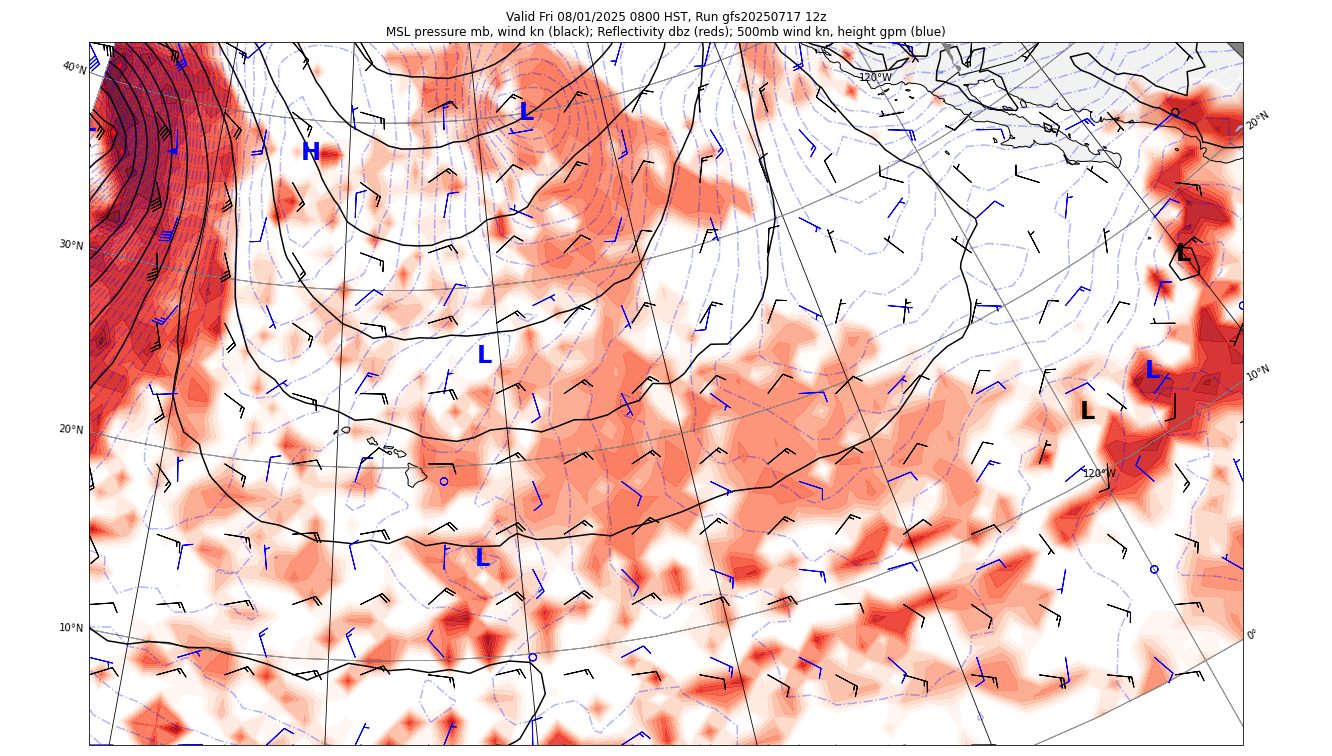 Valid Fri 08/01/2025 0800 HST, Run gfs20250717 12z
MSL pressure mb, wind kn (black); Reflectivity dbz (reds); 500mb wind kn, height gpm (blue)
40°N
120°W
20°N
L
H
30°N
L
L
L
10°N
L
20°N
120°W
L
10°N
0°